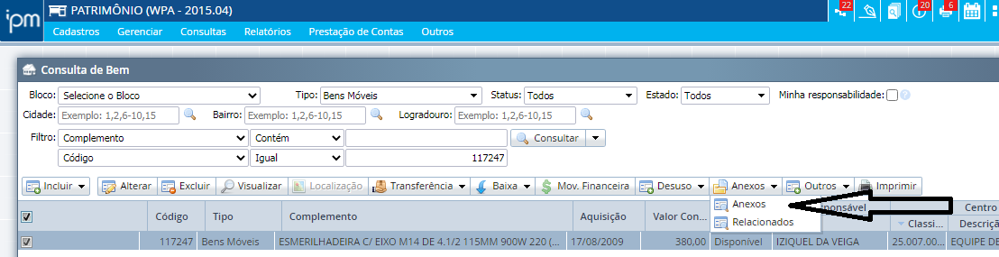 ipm PATRIMÔNIO (WPA - 2015.04) 22 20 6
Cadastros Gerenciar Consultas Relatórios Prestação de Contas Outros
Consulta de Bem
Bloco: Selecione o Bloco Tipo: Bens Móveis Status: Todos Estado: Todos Minha responsabilidade:
Cidade: Exemplo: 1,2,6-10,15 Bairro: Exemplo: 1,2,6-10,15 Logradouro: Exemplo: 1,2,6-10,15
Filtro: Complemento Contém Consultar
Código Igual 117247
Incluir Alterar Excluir Visualizar Localização Transferência Baixa Mov. Financeira Desuso Anexos Outros Imprimir
Anexos
Relacionados
ponsável Centro
Código Tipo Complemento Aquisição Valor Con... Classi... Descriçã
117247 Bens Móveis ESMERILHADEIRA C/ EIXO M14 DE 4.1/2 115MM 900W 220 (... 17/08/2009 380,00 Disponível IZIQUEL DA VEIGA 25.007.00... EQUIPE DE